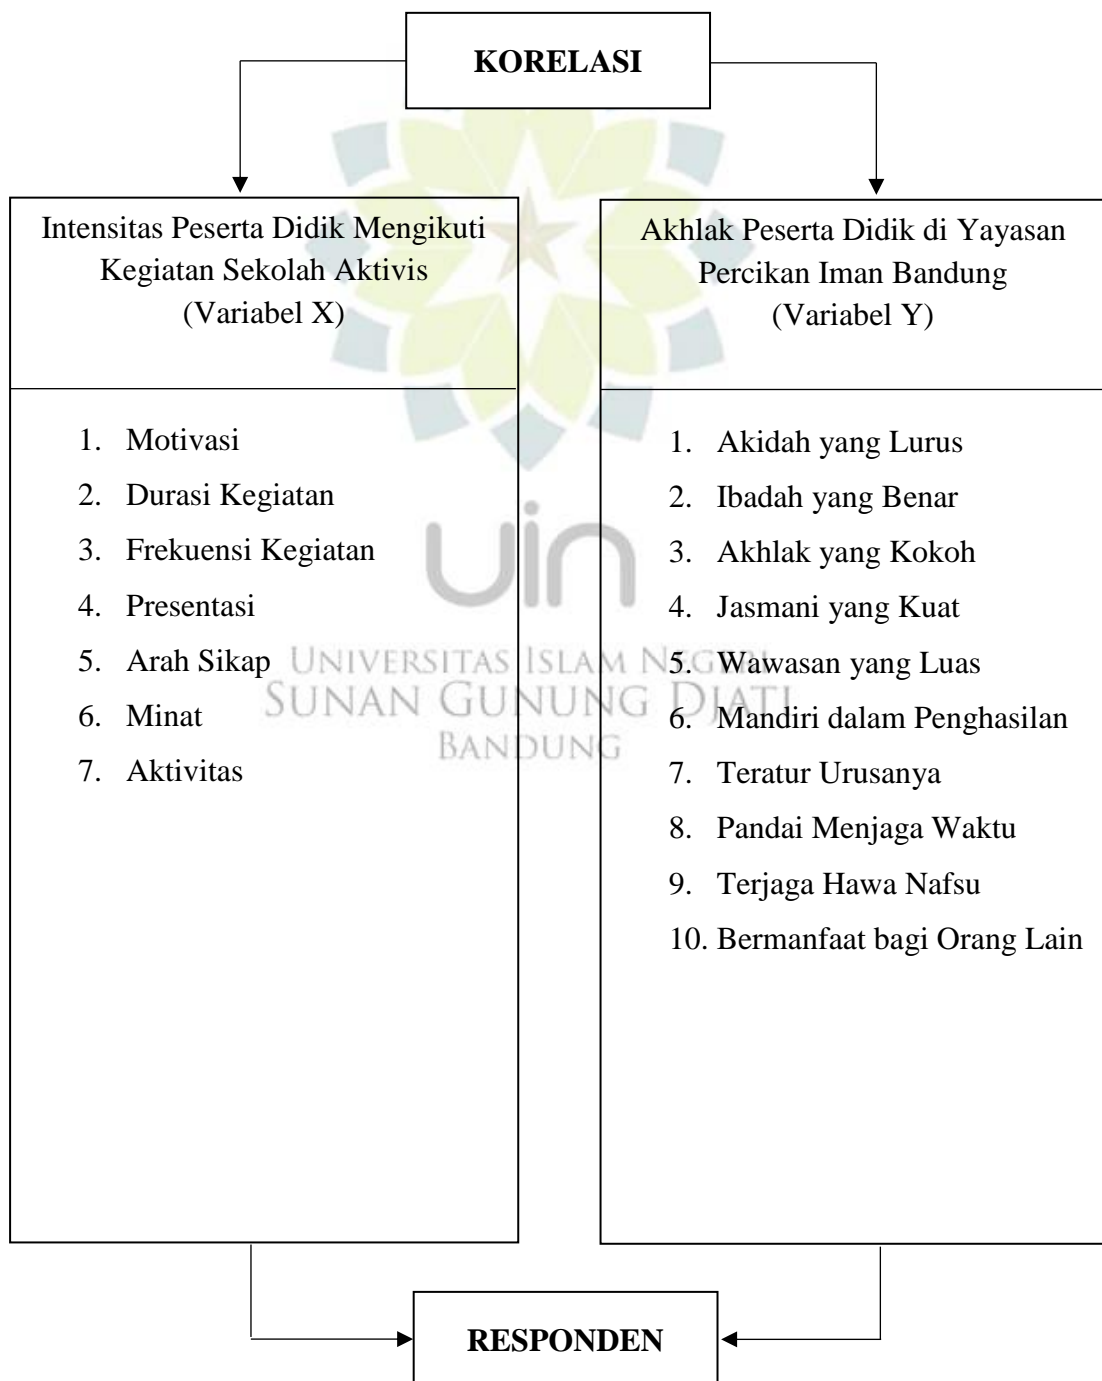 KORELASI
Intensitas Peserta Didik Mengikuti
Kegiatan Sekolah Aktivis
(Variabel X)
1. Motivasi
2. Durasi Kegiatan
3. Frekuensi Kegiatan
4. Presentasi
5. Arah Sikap
6. Minat
7. Aktivitas
Akhlak Peserta Didik di Yayasan
Percikan Iman Bandung
(Variabel Y)
1. Akidah yang Lurus
2. Ibadah yang Benar
3. Akhlak yang Kokoh
4. Jasmani yang Kuat
5. Wawasan yang Luas
6. Mandiri dalam Penghasilan
7. Teratur Urusanya
8. Pandai Menjaga Waktu
9. Terjaga Hawa Nafsu
10. Bermanfaat bagi Orang Lain
uin
UNIVERSITAS ISLAM NEGERI
SUNAN GUNUNG DJATI
BANDUNG
RESPONDEN